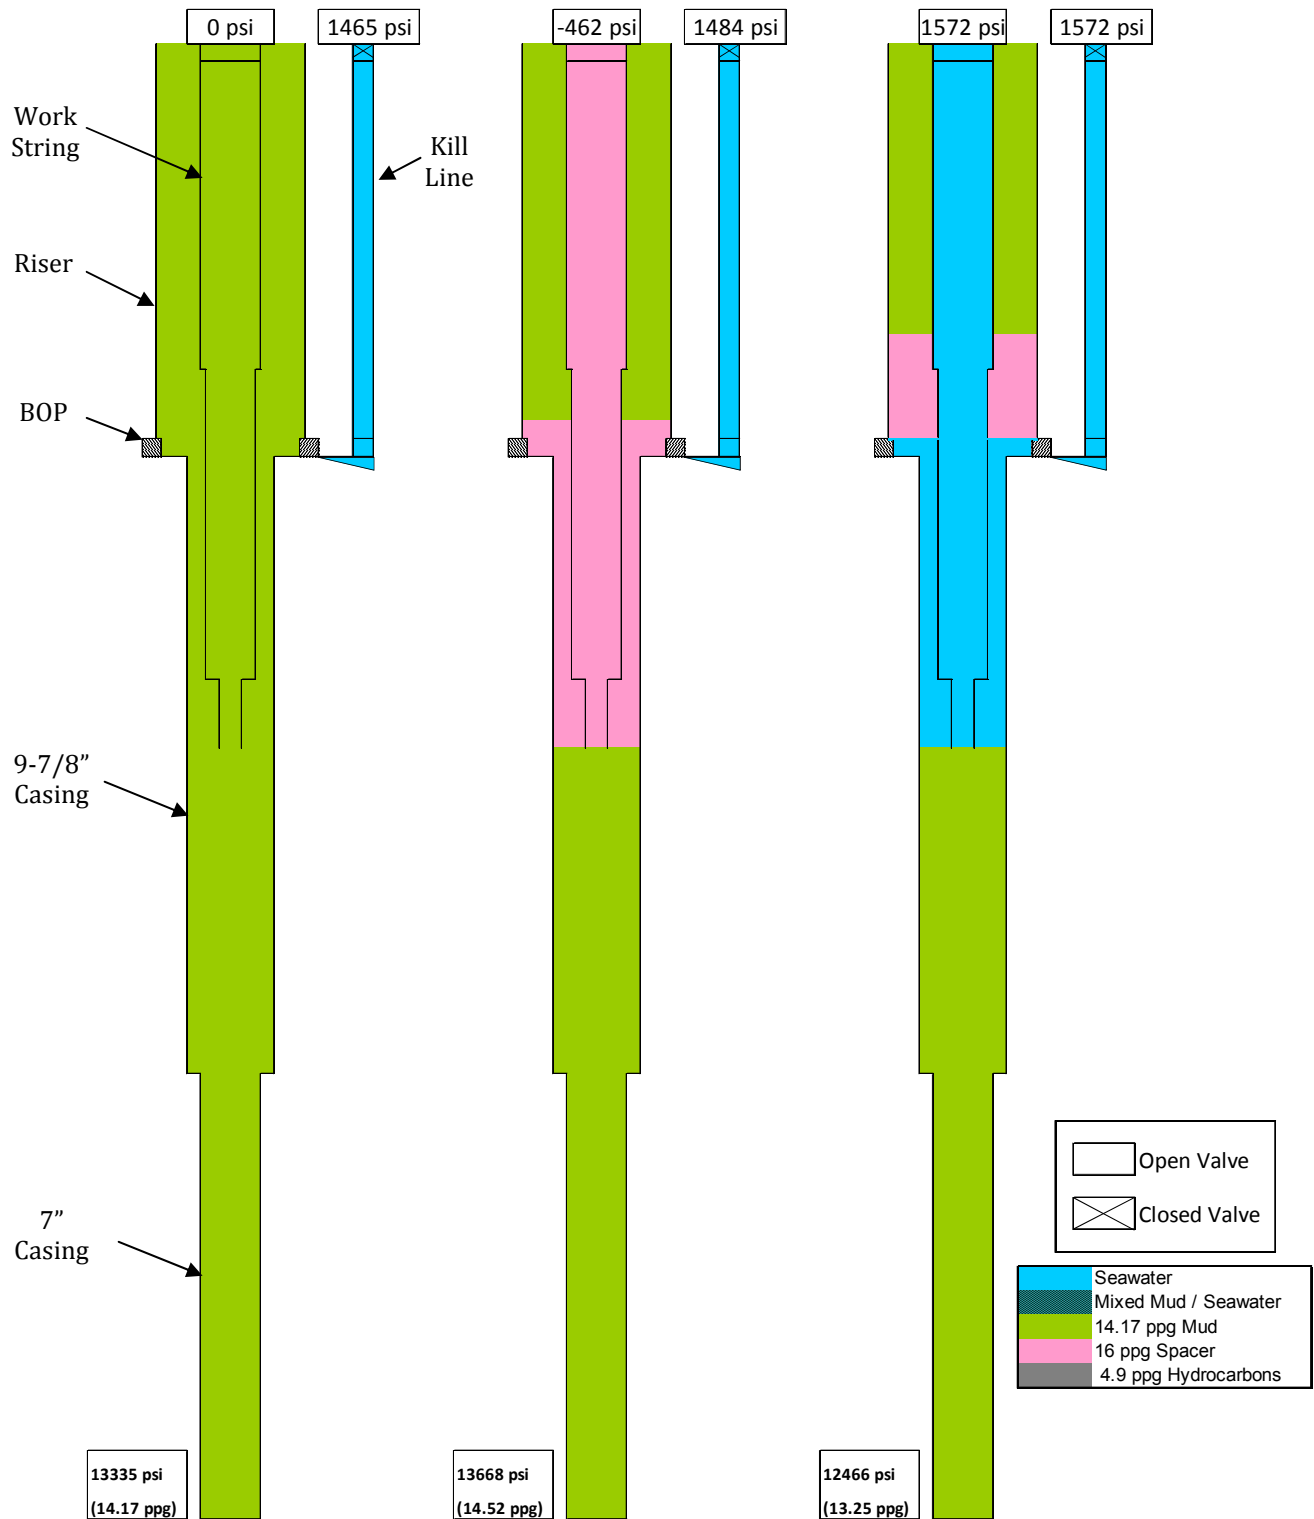 0 psi
1465 psi
-462 psi
1484 psi
1572 psi
1572 psi
Work
String
Kill
Line
Riser
BOP
9-7/8”
Casing
7”
Casing
Open Valve
Closed Valve
Seawater
Mixed Mud / Seawater
14.17 ppg Mud
16 ppg Spacer
4.9 ppg Hydrocarbons
13335 psi
(14.17 ppg)
13668 psi
(14.52 ppg)
12466 psi
(13.25 ppg)